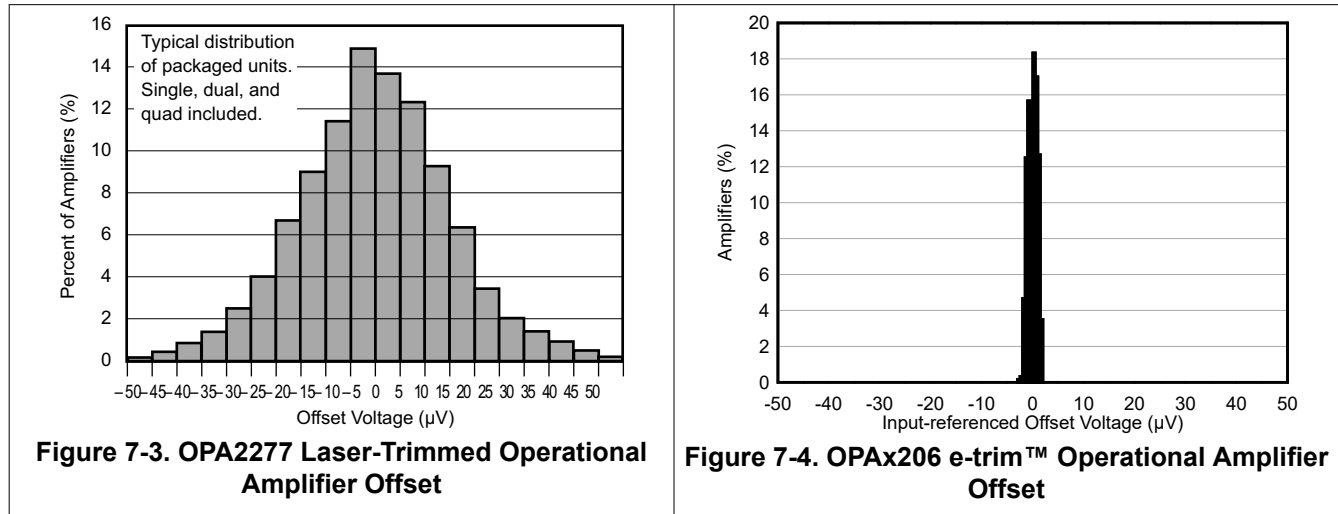 16
14
12
10
8
6
4
2
0
Percent of Amplifiers (%)
Typical distribution
of packaged units.
Single, dual, and
quad included.
–50–45 –40–35–30–25–20–15–10–5 0 5 10 15 20 25 30 35 40 45 50
Offset Voltage (µV)
Figure 7-3. OPA2277 Laser-Trimmed Operational
Amplifier Offset
20
18
16
14
12
10
8
6
4
2
0
Amplifiers (%)
-50 -40 -30 -20 -10 0 10 20 30 40 50
Input-referenced Offset Voltage (µV)
Figure 7-4. OPAx206 e-trim™ Operational Amplifier
Offset